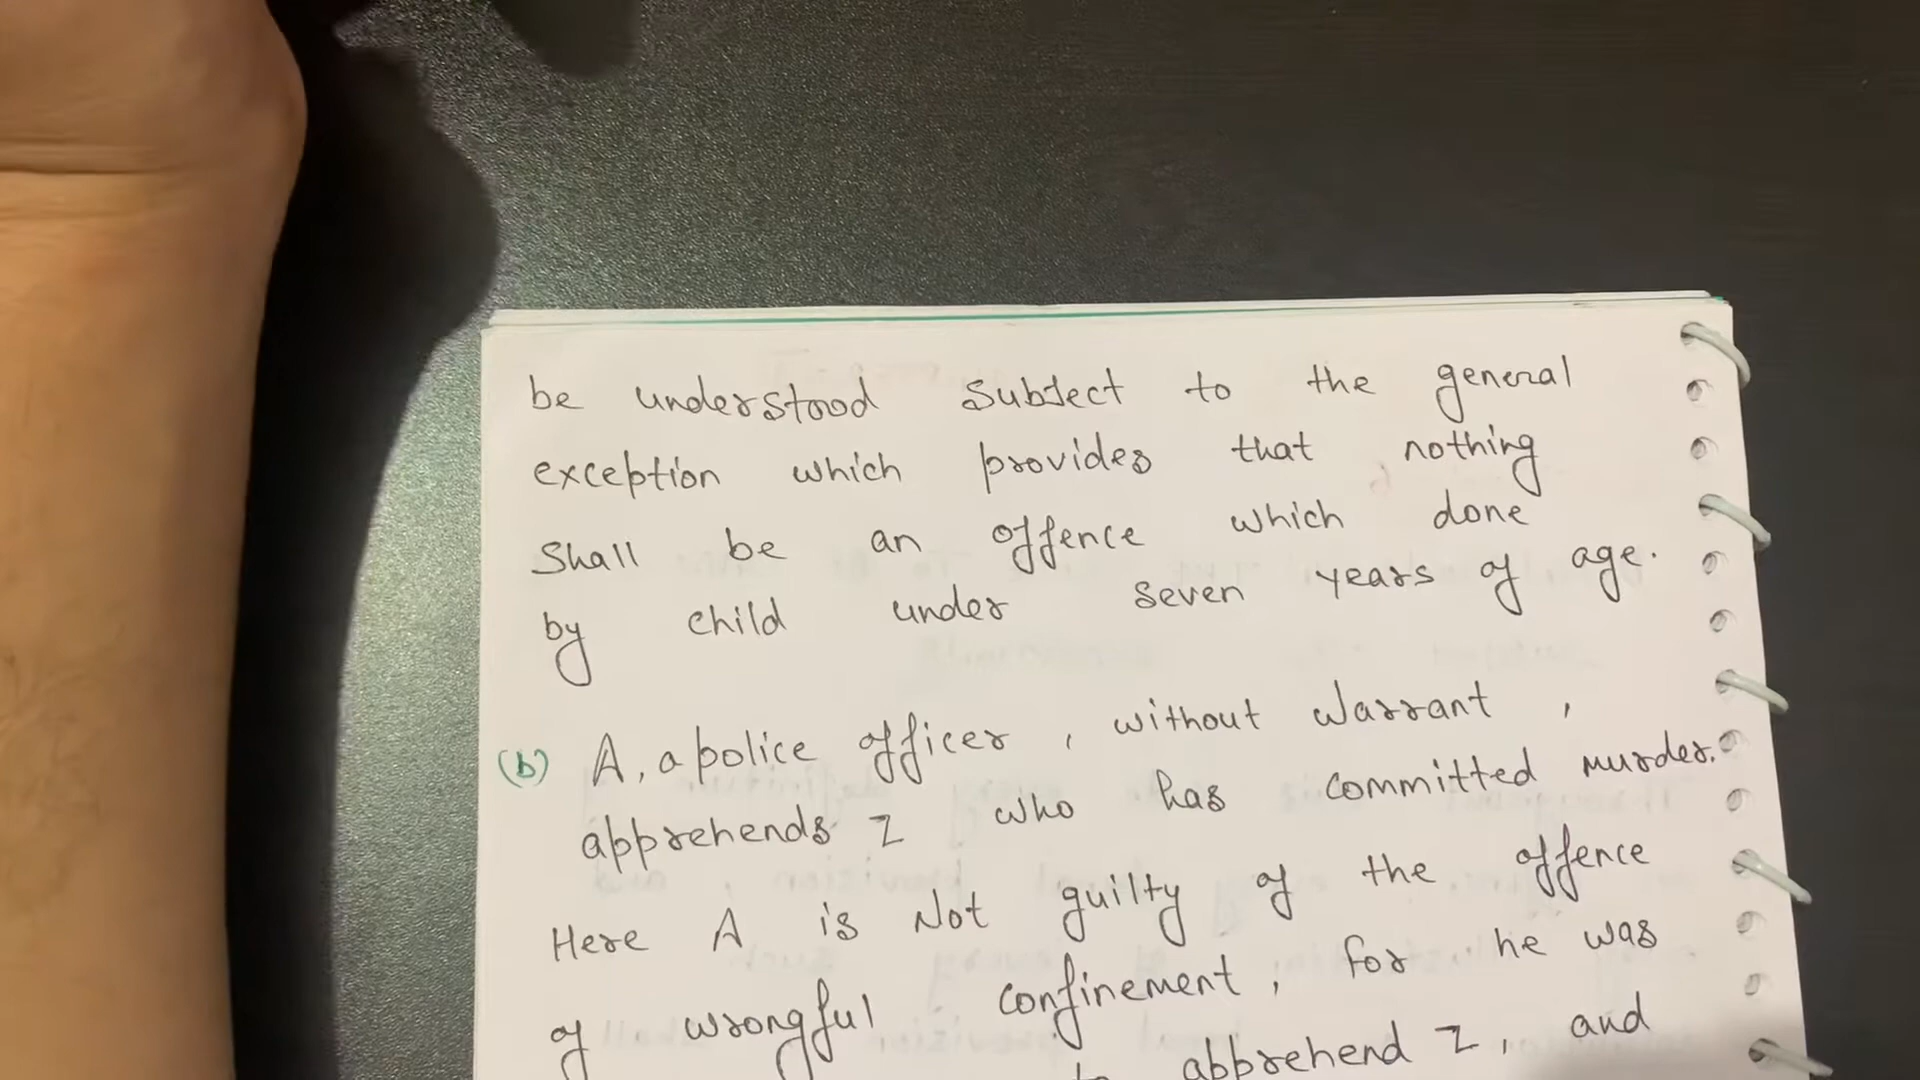 be understood Subject to the general
exception which provides that nothing
Shall be an offence which done
by child under seven years of age.
(b) A, a police officer, without warrant,
apprehends Z who has committed murder.
Here A is Not guilty of the offence
of wrongful confinement, for he was
apprehend Z, and